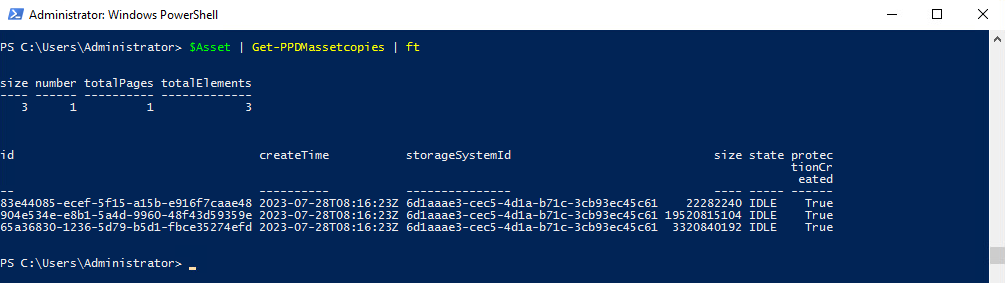 Administrator: Windows PowerShell
PS C:\Users\Administrator> $Asset | Get-PPDMassetcopies | ft
size number totalPages totalElements
---- ------ ---------- -------------
3 1 1 3
id createTime storageSystemId size state protec
tionCr
eated
-- ---------- --------------- ---- ----- ------
83e44085-ecef-5f15-a15b-e916f7caae48 2023-07-28T08:16:23Z 6d1aaae3-cec5-4d1a-b71c-3cb93ec45c61 22282240 IDLE True
904e534e-e8b1-5a4d-9960-48f43d59359e 2023-07-28T08:16:23Z 6d1aaae3-cec5-4d1a-b71c-3cb93ec45c61 19520815104 IDLE True
65a36830-1236-5d79-b5d1-fbce35274efd 2023-07-28T08:16:23Z 6d1aaae3-cec5-4d1a-b71c-3cb93ec45c61 3320840192 IDLE True
PS C:\Users\Administrator> _